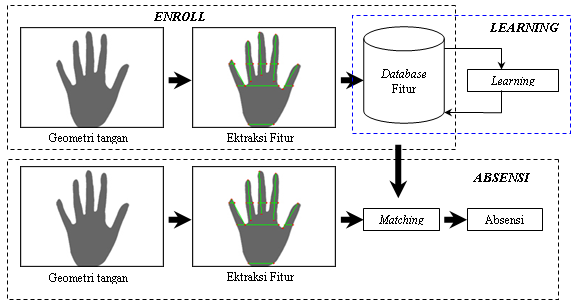 ENROLL
LEARNING
Database
Fitur
Learning
Geometri tangan
Ektraksi Fitur
ABSENSI
Matching
Absensi
Geometri tangan
Ektraksi Fitur